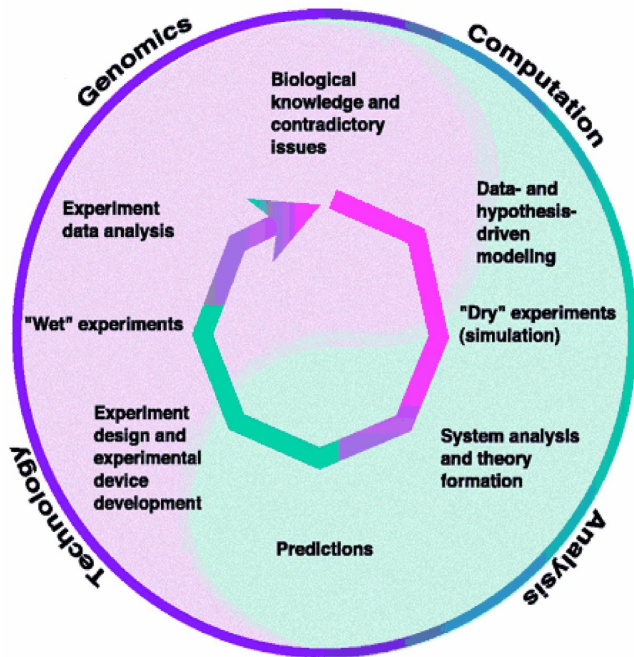 Genomics
Computation
Biological
knowledge and
contradictory
issues
Data- and
hypothesis-
driven
modeling
"Dry" experiments
(simulation)
System analysis
and theory
formation
Predictions
Experiment
design and
experimental
device
development
"Wet" experiments
Experiment
data analysis
Technology
Analysis